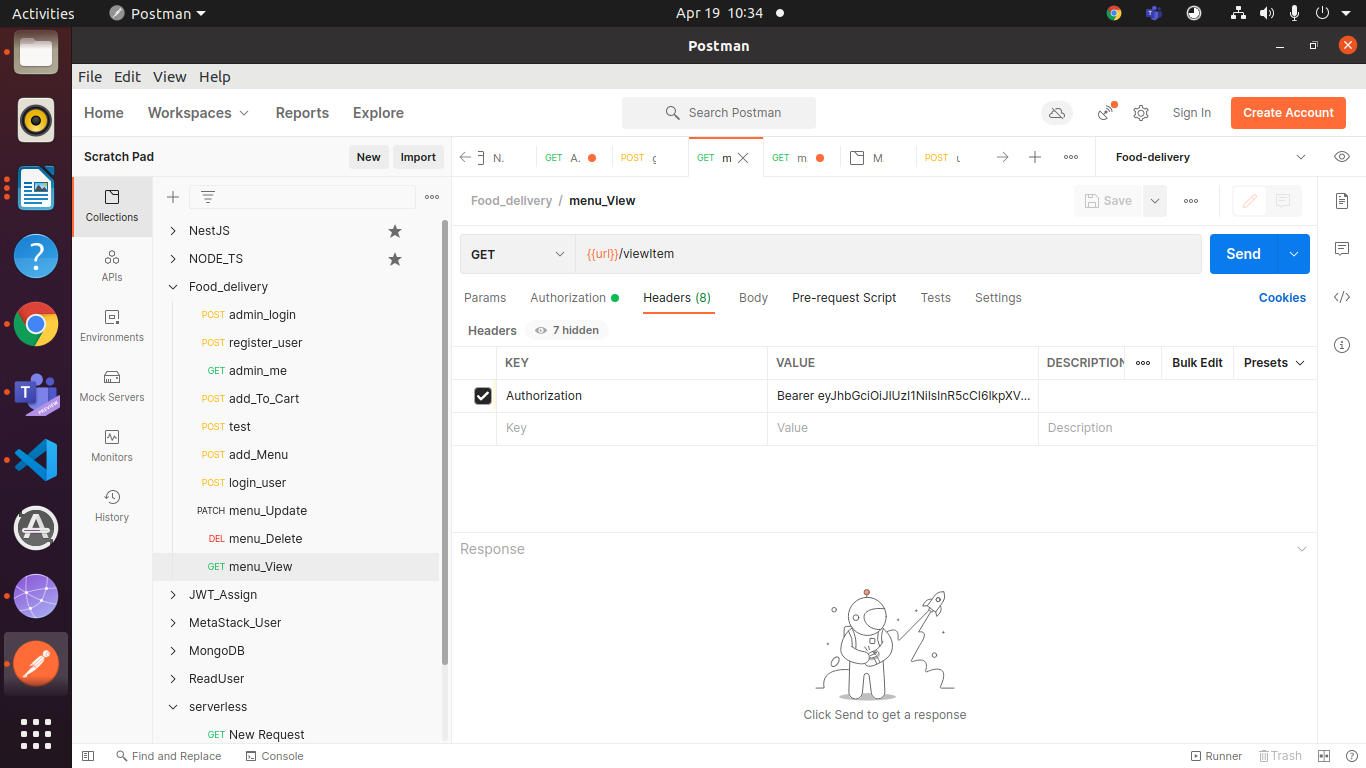 Activities Postman Apr 19 10:34
Postman
File Edit View Help
Home Workspaces Reports Explore Search Postman Sign In Create Account
Scratch Pad New Import
N. GET A. POST GET m GET m M POST Food-delivery
Collections
APIs
Environments
Mock Servers
Monitors
History
NestJS
NODE_TS
Food_delivery
POST admin_login
POST register_user
GET admin_me
POST add_To_Cart
POST test
POST add_Menu
POST login_user
PATCH menu_Update
DEL menu_Delete
GET menu_View
JWT_Assign
MetaStack_User
MongoDB
ReadUser
serverless
GET New Request
Food_delivery / menu_View Save
GET {{url}}/viewItem Send
Params Authorization Headers (8) Body Pre-request Script Tests Settings Cookies
Headers 7 hidden
KEY VALUE DESCRIPTION Bulk Edit Presets
Authorization Bearer eyJhbGciOiJIUzI1NiIsInR5cCI6IkpXV...
Key Value Description
Response
Click Send to get a response
Find and Replace Console Runner Trash